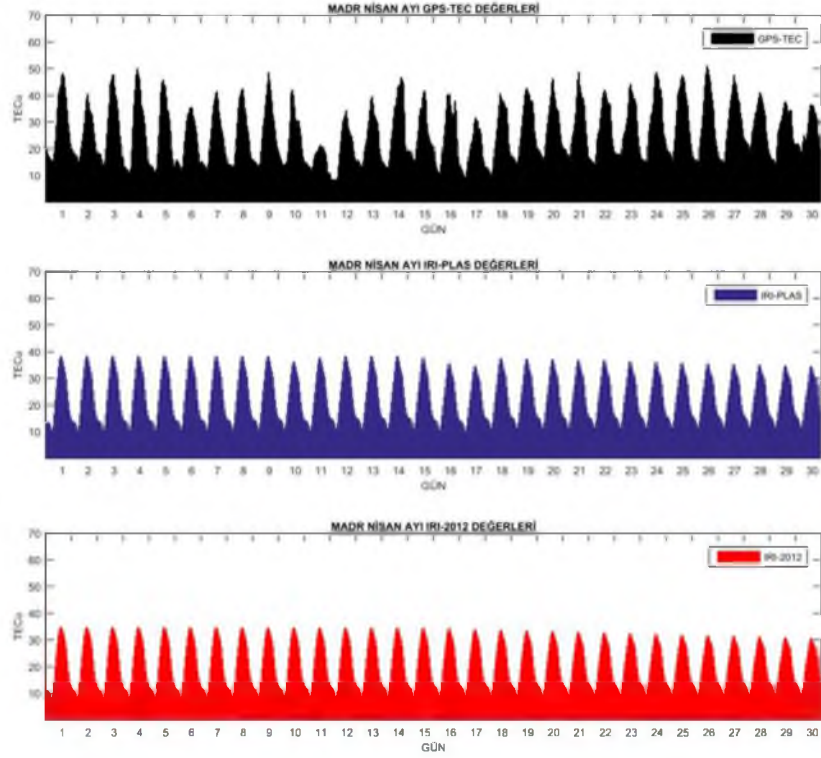 MADR NİSAN AYI GPS-TEC DEĞERLERİ
70
60
50
40
30
20
10
TECu
GPS-TEC
1 2 3 4 5 6 7 8 9 10 11 12 13 14 15 16 17 18 19 20 21 22 23 24 25 26 27 28 29 30
GÜN
MADR NİSAN AYI IRI-PLAS DEĞERLERİ
70
60
50
40
30
20
10
TECu
IRI-PLAS
1 2 3 4 5 6 7 8 9 10 11 12 13 14 15 16 17 18 19 20 21 22 23 24 25 26 27 28 29 30
GÜN
MADR NİSAN AYI IRI-2012 DEĞERLERİ
70
60
50
40
30
20
10
TECu
IRI-2012
1 2 3 4 5 6 7 8 9 10 11 12 13 14 15 16 17 18 19 20 21 22 23 24 25 26 27 28 29 30
GÜN